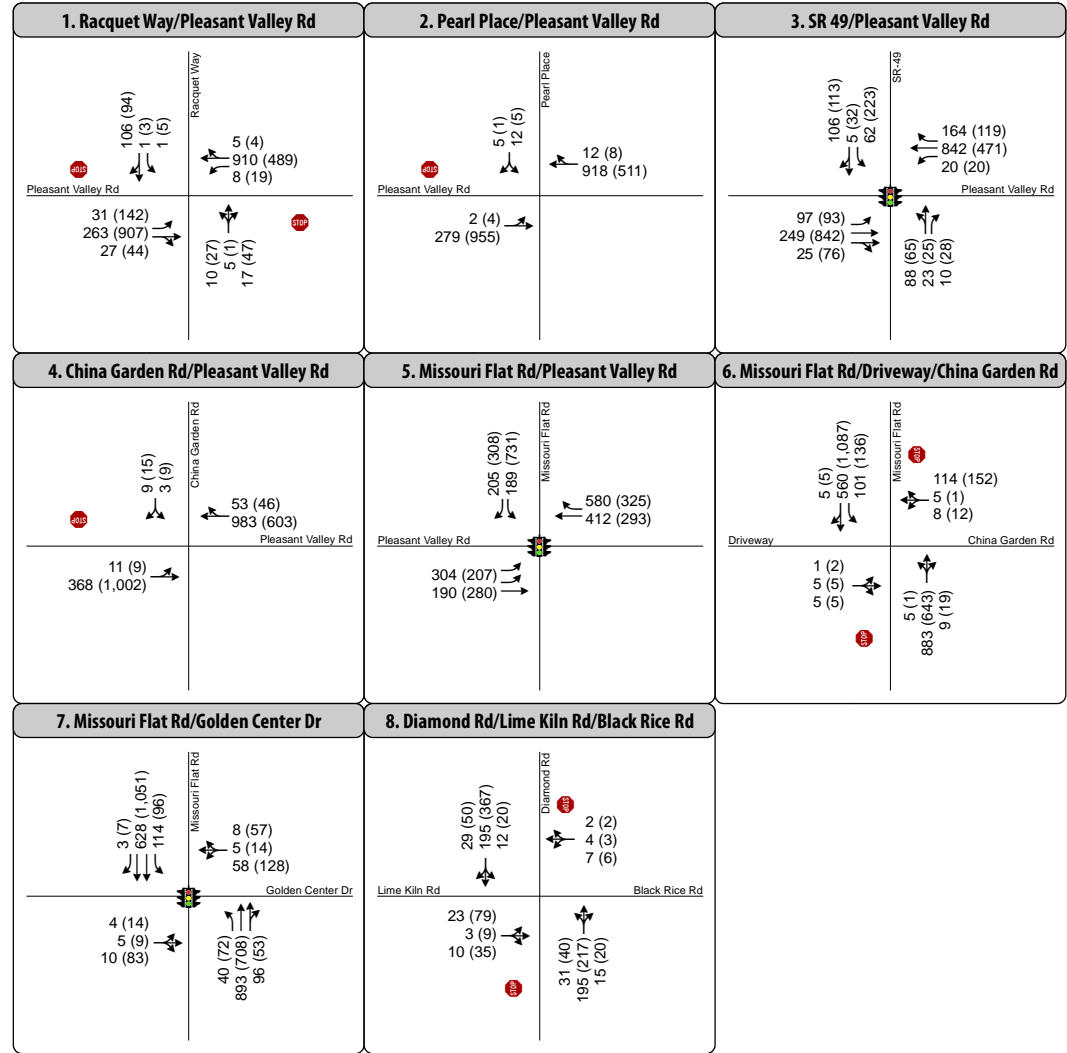 1. Racquet Way/Pleasant Valley Rd
Racquet Way
106 (94)
1 (3)
1 (5)
5 (4)
910 (489)
8 (19)
STOP
Pleasant Valley Rd
31 (142)
263 (907)
27 (44)
10 (27)
5 (1)
17 (47)
STOP
2. Pearl Place/Pleasant Valley Rd
Pearl Place
5 (1)
12 (5)
12 (8)
918 (511)
STOP
Pleasant Valley Rd
2 (4)
279 (955)
3. SR 49/Pleasant Valley Rd
SR-49
106 (113)
5 (32)
62 (223)
164 (119)
842 (471)
20 (20)
Pleasant Valley Rd
97 (93)
249 (842)
25 (76)
88 (65)
23 (25)
10 (28)
4. China Garden Rd/Pleasant Valley Rd
China Garden Rd
9 (15)
3 (9)
53 (46)
983 (603)
STOP
Pleasant Valley Rd
11 (9)
368 (1,002)
5. Missouri Flat Rd/Pleasant Valley Rd
Missouri Flat Rd
205 (308)
189 (731)
580 (325)
412 (293)
Pleasant Valley Rd
304 (207)
190 (280)
6. Missouri Flat Rd/Driveway/China Garden Rd
Missouri Flat Rd
5 (5)
560 (1,087)
101 (136)
STOP
114 (152)
5 (1)
8 (12)
Driveway
China Garden Rd
1 (2)
5 (5)
5 (5)
5 (1)
883 (643)
9 (19)
STOP
7. Missouri Flat Rd/Golden Center Dr
Missouri Flat Rd
3 (7)
628 (1,051)
114 (96)
8 (57)
5 (14)
58 (128)
Golden Center Dr
4 (14)
5 (9)
10 (83)
40 (72)
893 (708)
96 (53)
8. Diamond Rd/Lime Kiln Rd/Black Rice Rd
Diamond Rd
29 (50)
195 (367)
12 (20)
STOP
2 (2)
4 (3)
7 (6)
Lime Kiln Rd
Black Rice Rd
23 (79)
3 (9)
10 (35)
31 (40)
195 (217)
15 (20)
STOP